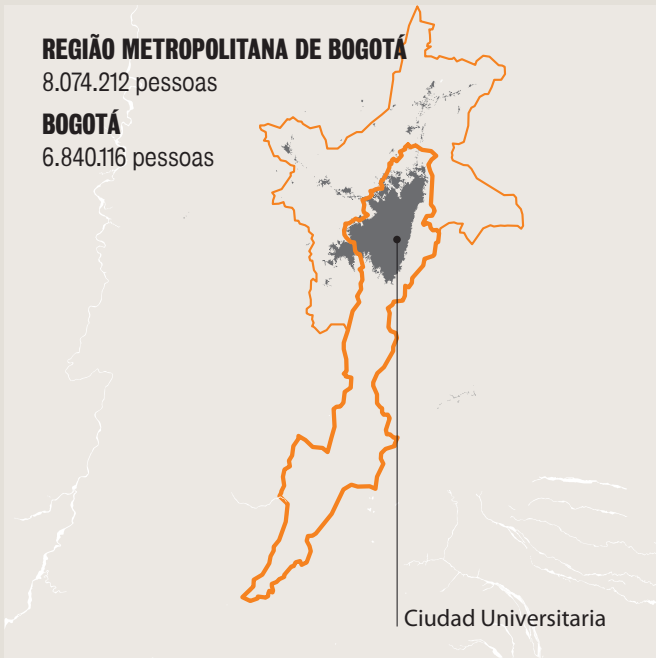 REGIÃO METROPOLITANA DE BOGOTÁ
8.074.212 pessoas
BOGOTÁ
6.840.116 pessoas
Ciudad Universitaria